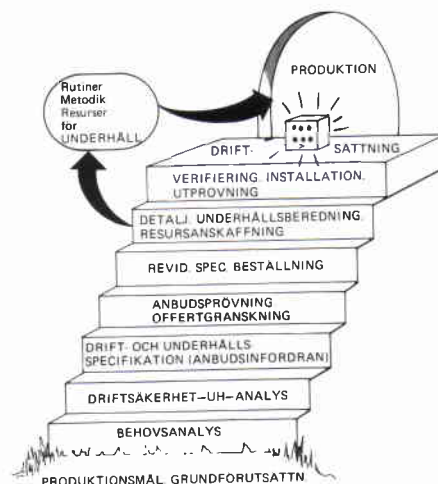 PRODUKTION
Rutiner
Metodik
Resurser
för
UNDERHÅLL
DRIFT- SÄTTNING
VERIFIERING. INSTALLATION.
UTPROVNING
DETALJ. UNDERHÅLLSBEREDNING.
RESURSANSKAFFNING
REVID. SPEC. BESTÄLLNING
ANBUDSPRÖVNING
OFFERTGRANSKNING
DRIFT- OCH UNDERHÅLLS
SPECIFIKATION (ANBUDSINFORDRAN)
DRIFTSÄKERHET–UH–ANALYS
BEHOVSANALYS
PRODUKTIONSMÅL. GRUNDFÖRUTSÄTTN.